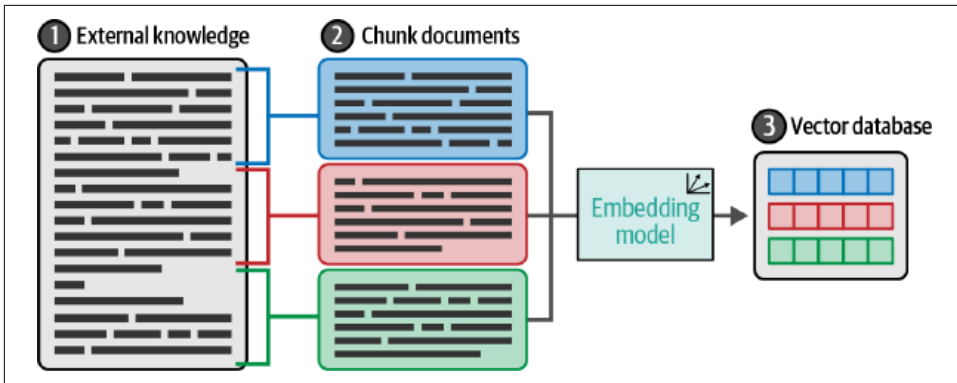 1 External knowledge
2 Chunk documents
3 Vector database
Embedding
model